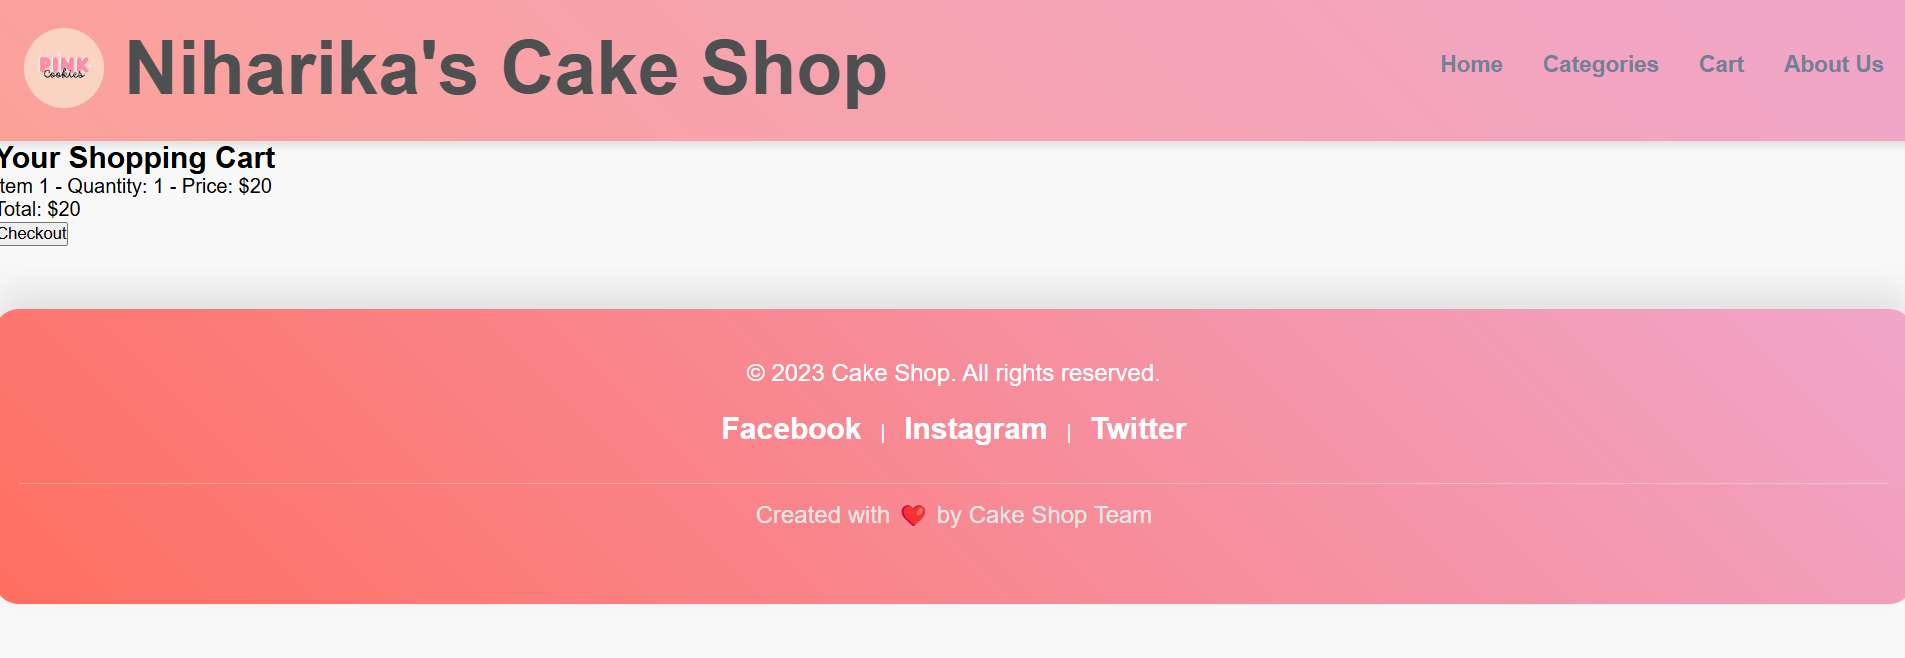 PINK
Cookies
Niharika's Cake Shop
Home Categories Cart About Us
Your Shopping Cart
Item 1 - Quantity: 1 - Price: $20
Total: $20
Checkout
© 2023 Cake Shop. All rights reserved.
Facebook | Instagram | Twitter
Created with ❤️ by Cake Shop Team